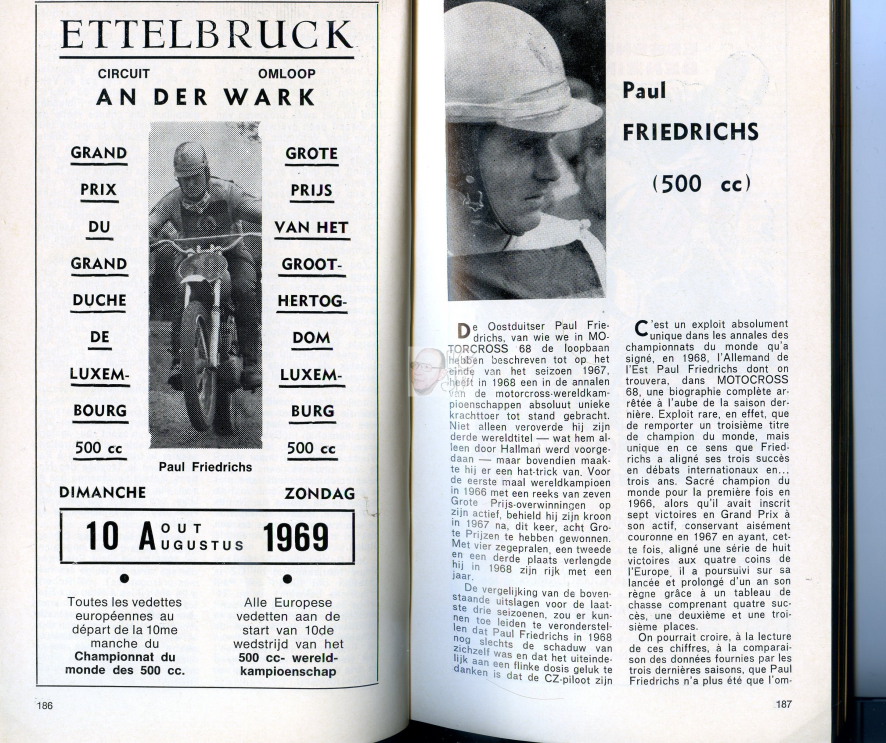 ETTELBRUCK
CIRCUIT OMLOOP
AN DER WARK
GRAND
PRIX
DU
GRAND
DUCHE
DE
LUXEM-
BOURG
500 cc
GROTE
PRIJS
VAN HET
GROOT-
HERTOG-
DOM
LUXEM-
BURG
500 cc
Paul Friedrichs
DIMANCHE ZONDAG
10 AOUT AUGUSTUS 1969
Toutes les vedettes
européennes au
départ de la 10me
manche du
Championnat du
monde des 500 cc.
Alle Europese
vedetten aan de
start van 10de
wedstrijd van het
500 cc- wereld-
kampioenschap
186
Paul
FRIEDRICHS
(500 cc)
De Oostduitser Paul Frie-
drichs, van wie we in MO-
TORCROSS 68 de loopbaan
hebben beschreven tot op het
einde van het seizoen 1967,
heeft in 1968 een in de annalen
van de motorcross-wereldkam-
pioenschappen absoluut unieke
krachttoer tot stand gebracht.
Niet alleen veroverde hij zijn
derde wereldtitel — wat hem al-
leen door Hallman werd voorge-
daan — maar bovendien maak-
te hij er een hat-trick van. Voor
de eerste maal wereldkampioen
in 1966 met een reeks van zeven
Grote Prijs-overwinningen op
zijn actief, behield hij zijn kroon
in 1967 na, dit keer, acht Gro-
te Prijzen te hebben gewonnen.
Met vier zegepralen, een tweede
en een derde plaats verlengde
hij in 1968 zijn rijk met een
jaar.
De vergelijking van de boven-
staande uitslagen voor de laat-
ste drie seizoenen, zou er kun-
nen toe leiden te veronderstel-
len dat Paul Friedrichs in 1968
nog slechts de schaduw van
zichzelf was en dat het uiteinde-
lijk aan een flinke dosis geluk te
danken is dat de CZ-piloot zijn
C'est un exploit absolument
unique dans les annales des
championnats du monde qu'a
signé, en 1968, l'Allemand de
l'Est Paul Friedrichs dont on
trouvera, dans MOTOCROSS
68, une biographie complète ar-
rêtée à l'aube de la saison der-
nière. Exploit rare, en effet, que
de remporter un troisième titre
de champion du monde, mais
unique en ce sens que Fried-
richs a aligné ses trois succès
en débats internationaux en...
trois ans. Sacré champion du
monde pour la première fois en
1966, alors qu'il avait inscrit
sept victoires en Grand Prix à
son actif, conservant aisément
couronne en 1967 en ayant, cet-
te fois, aligné une série de huit
victoires aux quatre coins de
l'Europe, il a poursuivi sur sa
lancée et prolongé d'un an son
règne grâce à un tableau de
chasse comprenant quatre suc-
cès, une deuxième et une troi-
sième places.
On pourrait croire, à la lecture
de ces chiffres, à la comparai-
son des données fournies par les
trois dernières saisons, que Paul
Friedrichs n'a plus été que l'om-
187